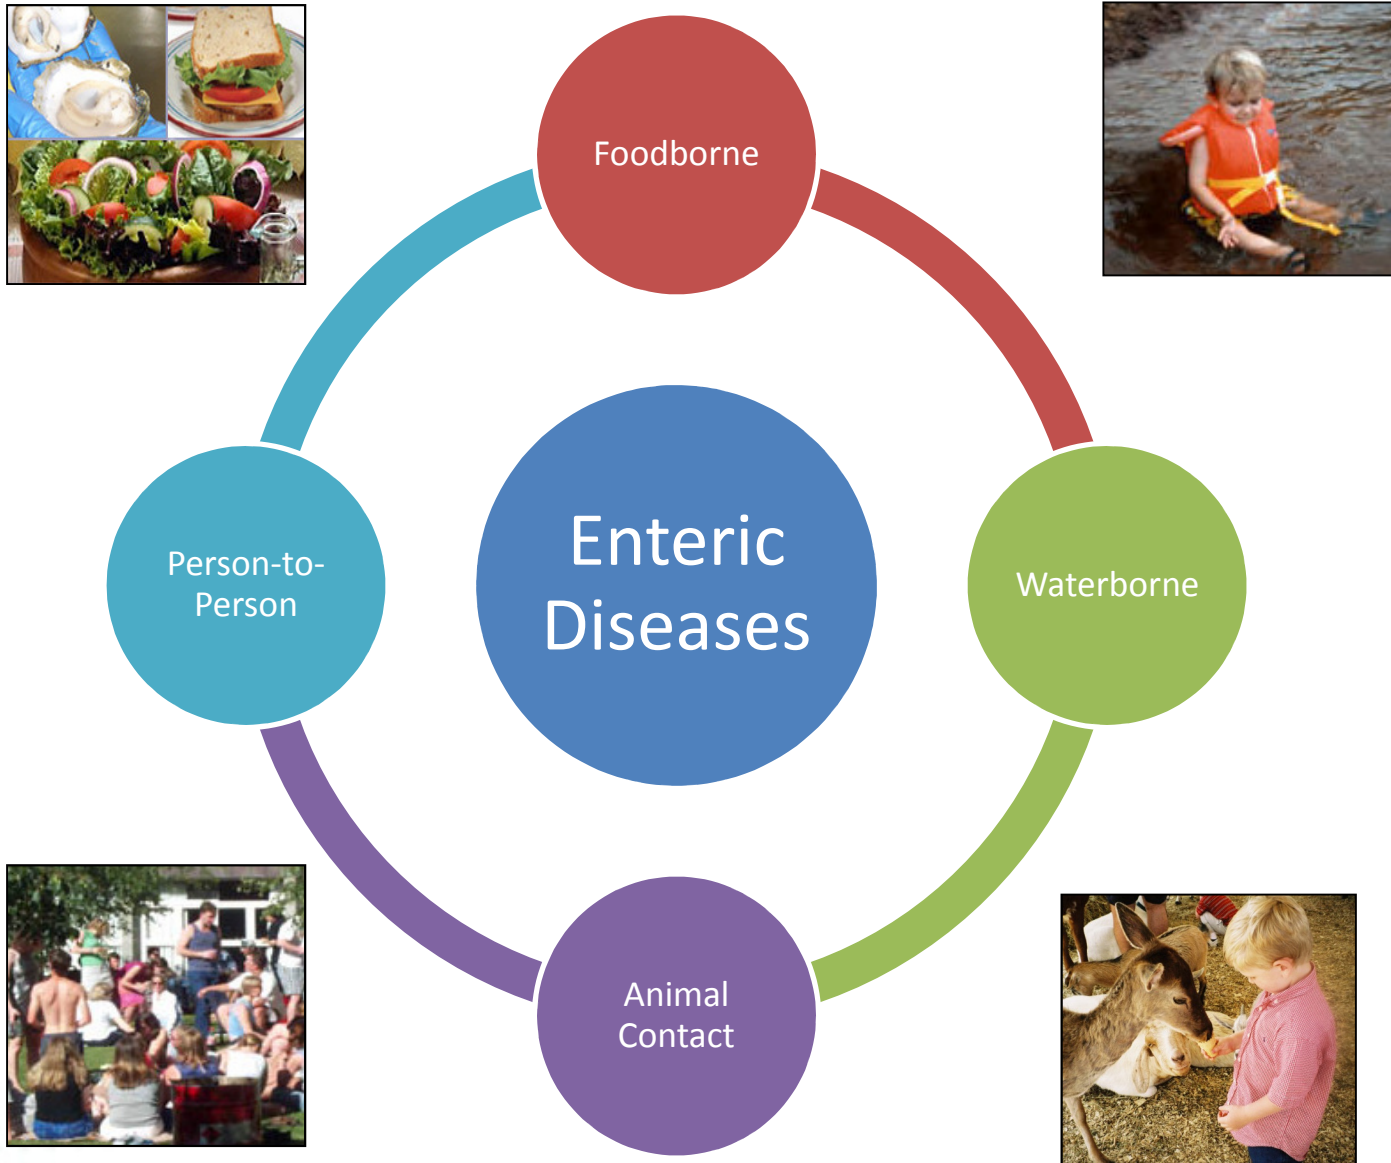 Foodborne
Person-to-
Person
Enteric
Diseases
Waterborne
Animal
Contact